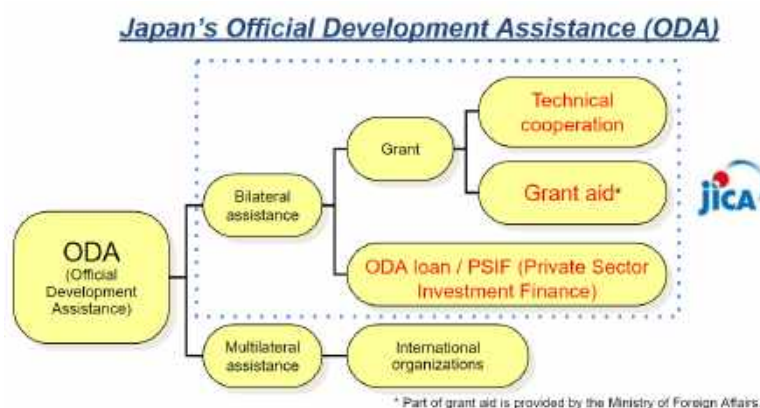 Japan's Official Development Assistance (ODA)
Technical
cooperation
Grant
Grant aid*
Bilateral
assistance
jICA
ODA
(Official
Development
Assistance)
ODA loan / PSIF (Private Sector
Investment Finance)
Multilateral
assistance
International
organizations
* Part of grant aid is provided by the Ministry of Foreign Affairs